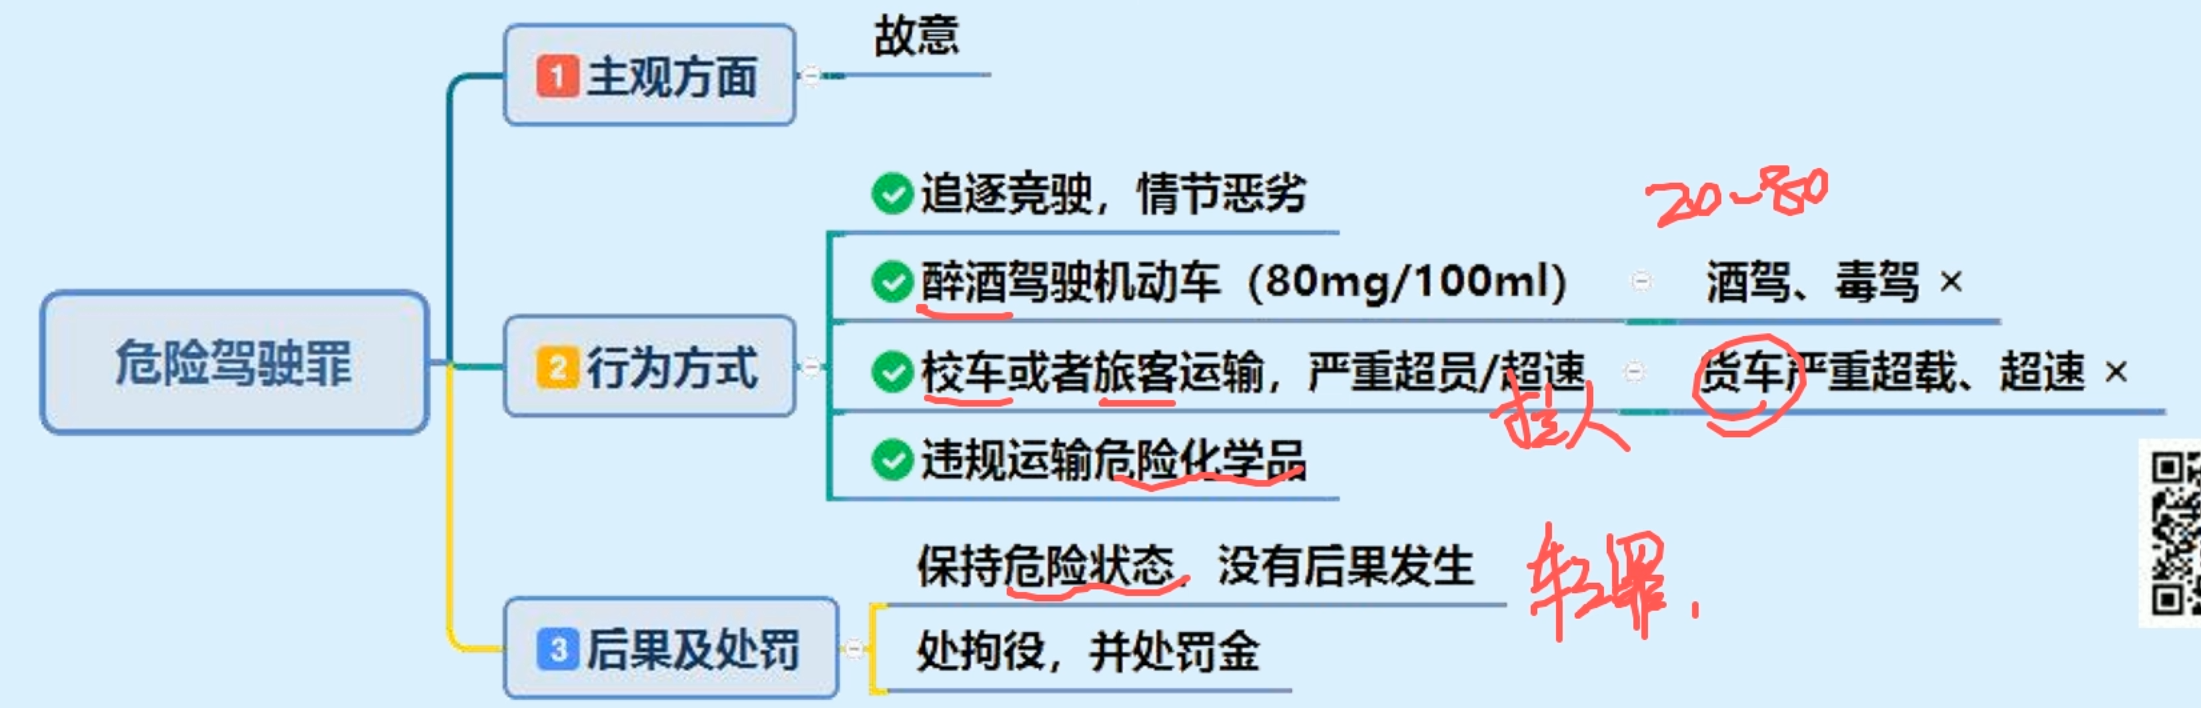 故意
1 主观方面
追逐竞驶，情节恶劣
20~80
醉酒驾驶机动车（80mg/100ml）
酒驾、毒驾 ×
危险驾驶罪
2 行为方式
校车或者旅客运输，严重超员/超速
货车严重超载、超速 ×
违规运输危险化学品
保持危险状态，没有后果发生
轻罪.
3 后果及处罚
处拘役，并处罚金